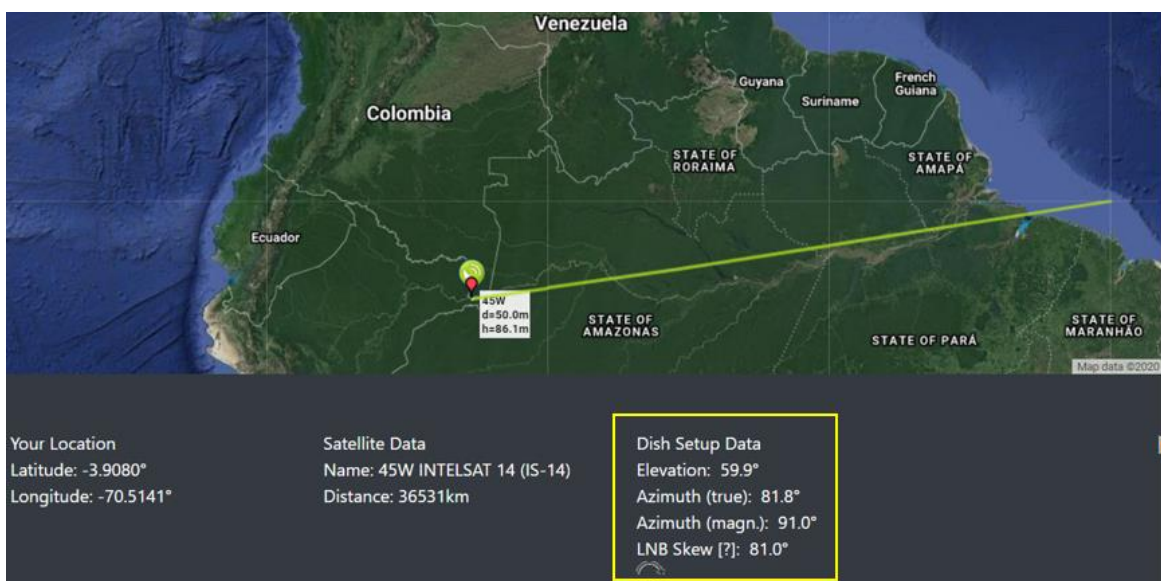 Venezuela
Guyana
French
Guiana
Suriname
Colombia
STATE OF
RORAIMA
STATE OF
AMAPÁ
Ecuador
45W
d=50.0m
h=86.1m
STATE OF
AMAZONAS
STATE OF PARÁ
STATE OF
MARANHÃO
Map data ©2020
Your Location
Latitude: -3.9080°
Longitude: -70.5141°
Satellite Data
Name: 45W INTELSAT 14 (IS-14)
Distance: 36531km
Dish Setup Data
Elevation: 59.9°
Azimuth (true): 81.8°
Azimuth (magn.): 91.0°
LNB Skew [?]: 81.0°